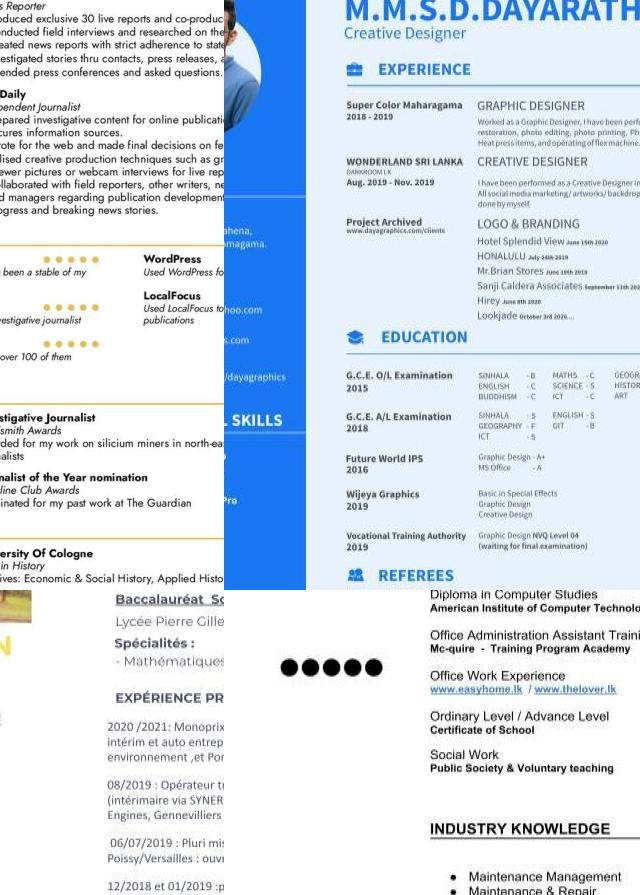 s Reporter
oduced exclusive 30 live reports and co-produc
onducted field interviews and researched on the
eated news reports with strict adherence to state
vestigated stories thru contacts, press releases, a
ended press conferences and asked questions.
Daily
pendent Journalist
epared investigative content for online publicati
cures information sources.
rote for the web and made final decisions on fe
lised creative production techniques such as gr
ewer pictures or webcam interviews for live rep
llaborated with field reporters, other writers, ne
d managers regarding publication development
ogress and breaking news stories.
WordPress
been a stable of my
Used WordPress fo
LocalFocus
Used LocalFocus to
vestigative journalist
publications
over 100 of them
stigative Journalist
smith Awards
ded for my work on silicium miners in north-ea
nalists
nalist of the Year nomination
line Club Awards
inated for my past work at The Guardian
versity Of Cologne
in History
ives: Economic & Social History, Applied Histo
ahena,
amagama.
hoo.com
s.com
/dayagraphics
L SKILLS
Pro
M.M.S.D.DAYARATH
Creative Designer
EXPERIENCE
Super Color Maharagama
2018 - 2019
GRAPHIC DESIGNER
Worked as a Graphic Designer, I have been perf
restoration, photo editing, photo printing, Ph
Heat press items, and operating of flex machine.
WONDERLAND SRI LANKA
DARKROOM LK
Aug. 2019 - Nov. 2019
CREATIVE DESIGNER
I have been performed as a Creative Designer in
All social media marketing/ artworks/ backdrop
done by myself.
Project Archived
www.dayagraphics.com/clients
LOGO & BRANDING
Hotel Splendid View June 15th 2020
HONALULU July 24th 2019
Mr.Brian Stores June 10th 2019
Sanji Caldera Associates September 11th 202
Hirey June 8th 2020
Lookjade October 3rd 2020....
EDUCATION
G.C.E. O/L Examination
2015
SINHALA - B MATHS - C GEOGR
ENGLISH - C SCIENCE - S HISTOR
BUDDHISM - C ICT - C ART
G.C.E. A/L Examination
2018
SINHALA - S ENGLISH - S
GEOGRAPHY - F GIT - B
ICT - S
Future World IPS
2016
Graphic Design - A+
MS Office - A
Wijeya Graphics
2019
Basic in Special Effects
Graphic Design
Creative Design
Vocational Training Authority
2019
Graphic Design NVQ Level 04
(waiting for final examination)
REFEREES
N
Baccalauréat Sc
Lycée Pierre Gille
Spécialités :
- Mathématiques
EXPÉRIENCE PR
2020 /2021: Monoprix
intérim et auto entrep
environnement ,et Por
08/2019 : Opérateur tr
(intérimaire via SYNER
Engines, Gennevilliers
06/07/2019 : Pluri mis
Poissy/Versailles : ouvr
12/2018 et 01/2019 :p
Diploma in Computer Studies
American Institute of Computer Technolo
Office Administration Assistant Traini
Mc-quire - Training Program Academy
Office Work Experience
www.easyhome.lk / www.thelover.lk
Ordinary Level / Advance Level
Certificate of School
Social Work
Public Society & Voluntary teaching
INDUSTRY KNOWLEDGE
Maintenance Management
Maintenance & Repair